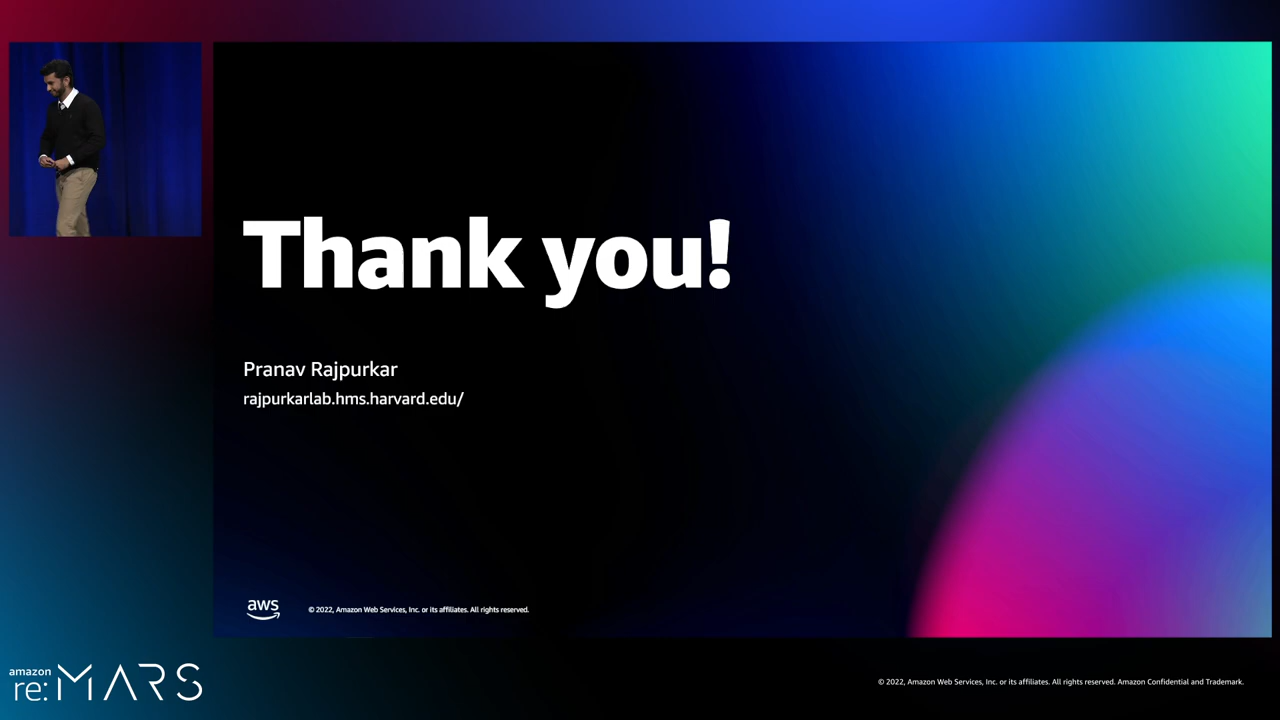 Thank you!
Pranav Rajpurkar
rajpurkarlab.hms.harvard.edu/
aws
© 2022, Amazon Web Services, Inc. or its affiliates. All rights reserved.
amazon
re:MARS
© 2022, Amazon Web Services, Inc. or its affiliates. All rights reserved. Amazon Confidential and Trademark.